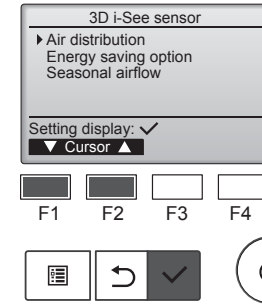 3D i-See sensor
Air distribution
Energy saving option
Seasonal airflow
Setting display:
Cursor
F1 F2 F3 F4